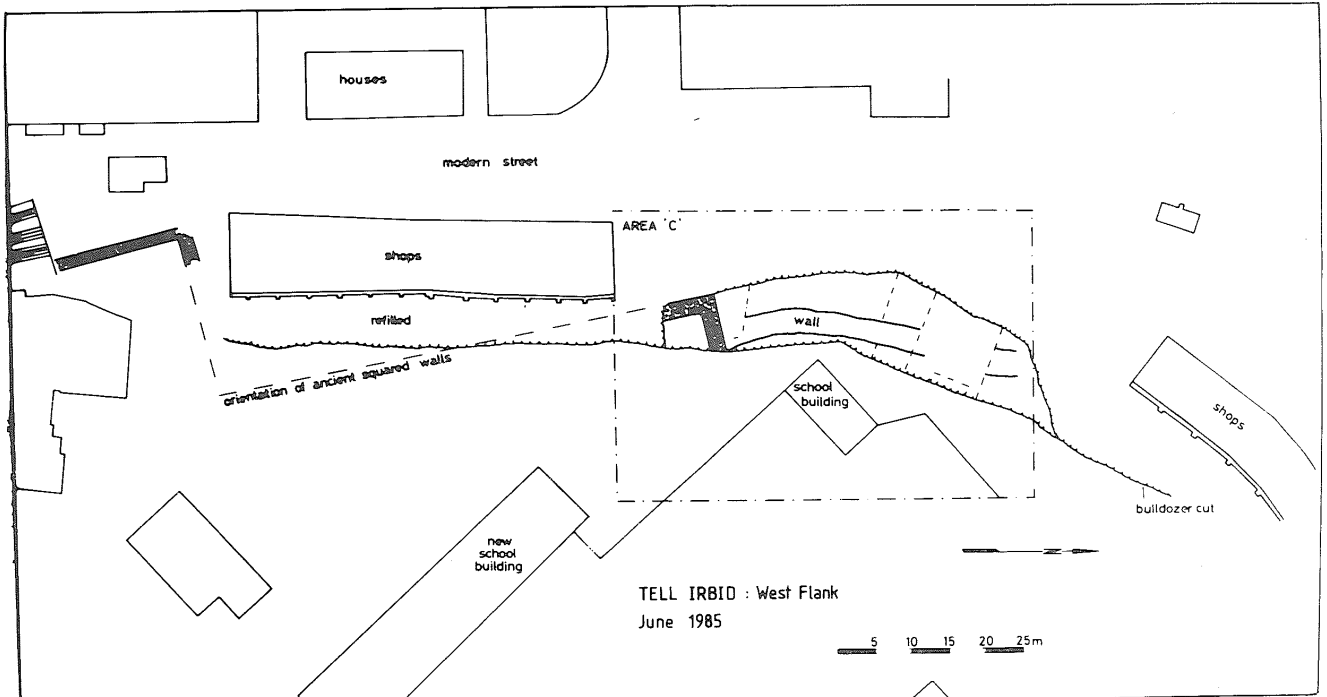 houses
modern street
AREA 'C'
shops
refilled
wall
orientation of ancient squared walls
school
building
shops
bulldozer cut
new
school
building
N
TELL IRBID : West Flank
June 1985
5 10 15 20 25m